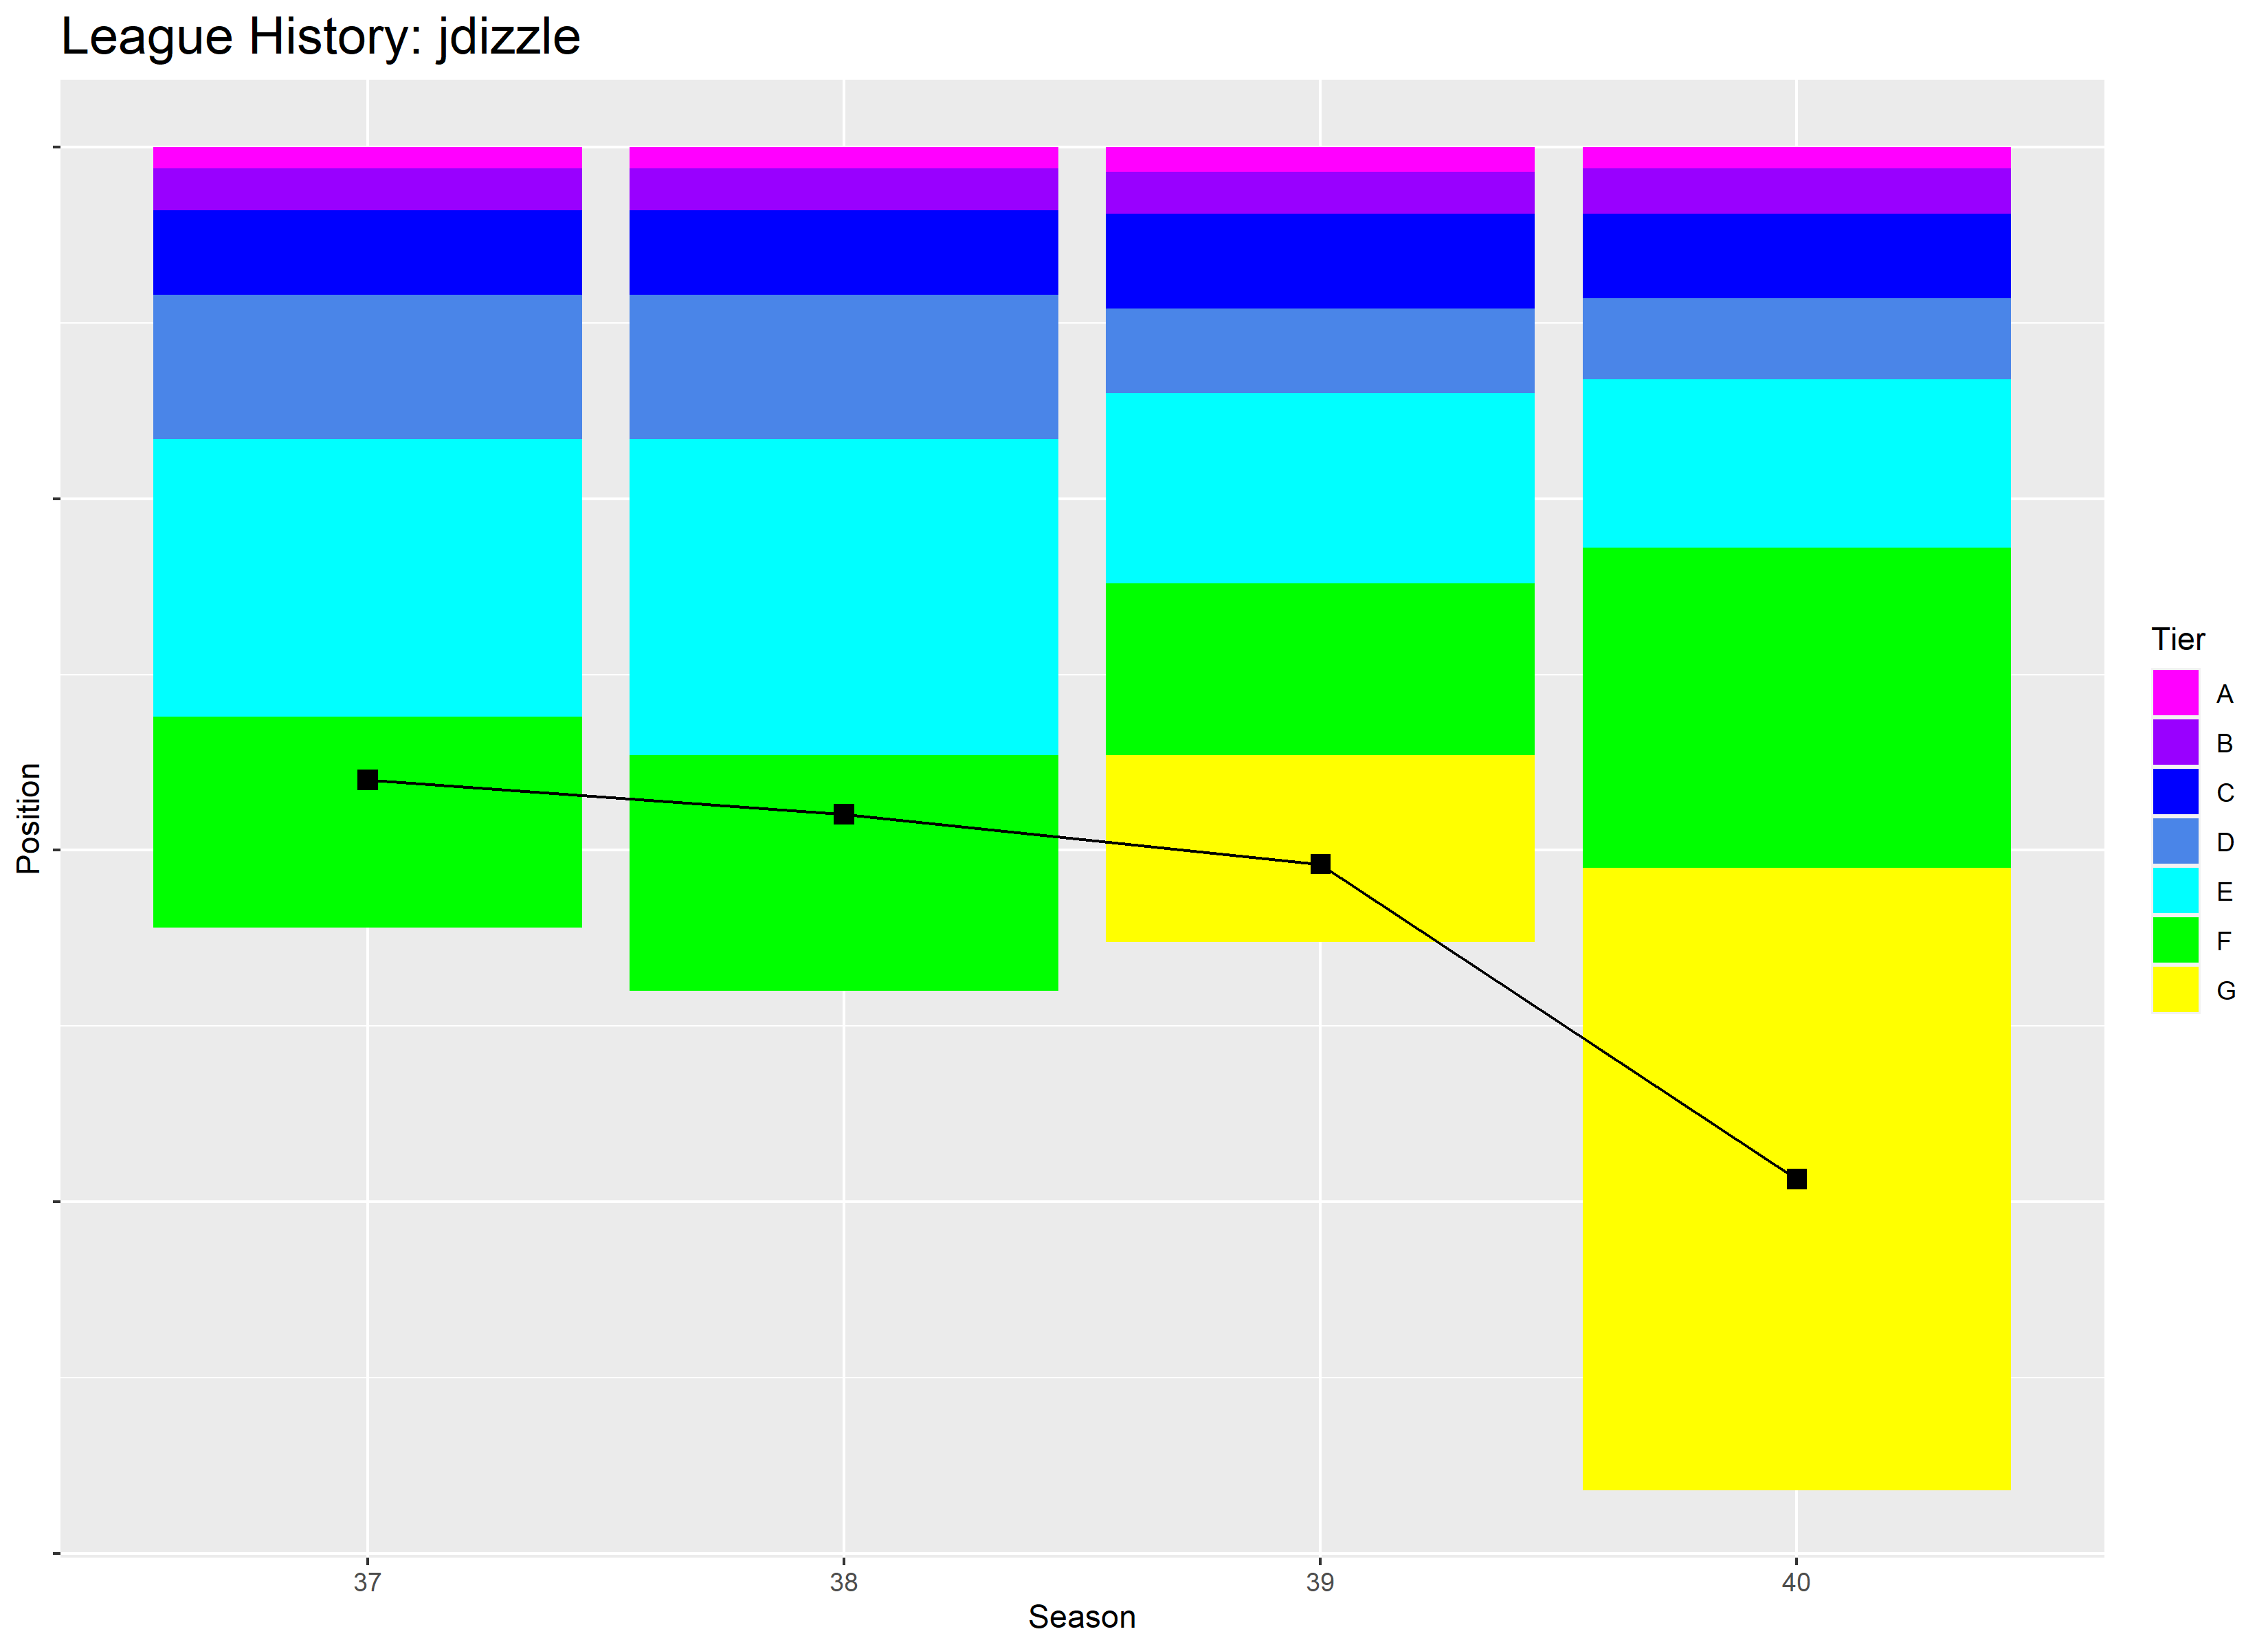 League History: jdizzle
Position
Tier
A
B
C
D
E
F
G
37
38
39
40
Season